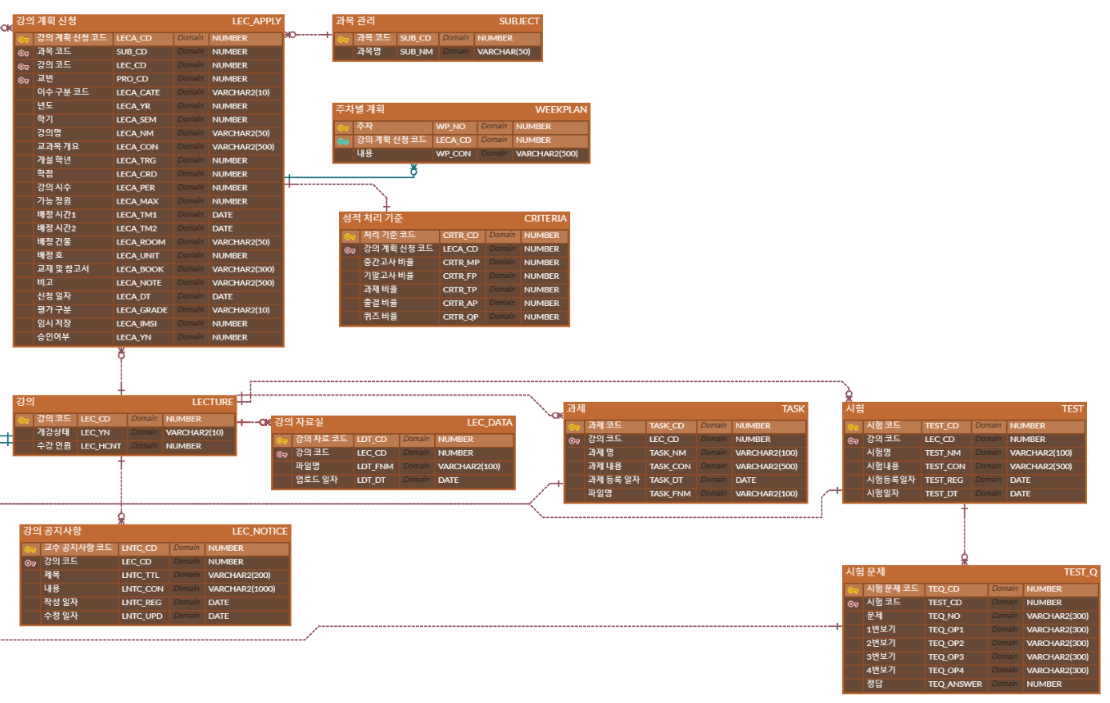 강의 계획 신청 LEC_APPLY
강의 계획 신청 코드 LECA_CD Domain NUMBER
과목 코드 SUB_CD Domain NUMBER
강의 코드 LEC_CD Domain NUMBER
교번 PRO_CD Domain NUMBER
이수 구분 코드 LECA_CATE Domain VARCHAR2(10)
년도 LECA_YR Domain NUMBER
학기 LECA_SEM Domain NUMBER
강의명 LECA_NM Domain VARCHAR2(50)
교과목 개요 LECA_CON Domain VARCHAR2(500)
개설 학년 LECA_TRG Domain NUMBER
학점 LECA_CRD Domain NUMBER
강의 시수 LECA_PER Domain NUMBER
가능 정원 LECA_MAX Domain NUMBER
배정 시간1 LECA_TM1 Domain DATE
배정 시간2 LECA_TM2 Domain DATE
배정 건물 LECA_ROOM Domain VARCHAR2(50)
배정 호 LECA_UNIT Domain NUMBER
교재 및 참고서 LECA_BOOK Domain VARCHAR2(300)
비고 LECA_NOTE Domain VARCHAR2(500)
신청 일자 LECA_DT Domain DATE
평가 구분 LECA_GRADE Domain VARCHAR2(10)
임시 저장 LECA_IMSI Domain NUMBER
승인여부 LECA_YN Domain NUMBER
과목 관리 SUBJECT
과목 코드 SUB_CD Domain NUMBER
과목명 SUB_NM Domain VARCHAR(50)
주차별 계획 WEEKPLAN
주차 WP_NO Domain NUMBER
강의 계획 신청 코드 LECA_CD Domain NUMBER
내용 WP_CON Domain VARCHAR2(500)
성적 처리 기준 CRITERIA
처리 기준 코드 CRTR_CD Domain NUMBER
강의 계획 신청 코드 LECA_CD Domain NUMBER
중간고사 비율 CRTR_MP Domain NUMBER
기말고사 비율 CRTR_FP Domain NUMBER
과제 비율 CRTR_TP Domain NUMBER
출결 비율 CRTR_AP Domain NUMBER
퀴즈 비율 CRTR_QP Domain NUMBER
강의 LECTURE
강의 코드 LEC_CD Domain NUMBER
개강상태 LEC_YN Domain VARCHAR2(10)
수강 인원 LEC_HCNT Domain NUMBER
강의 자료실 LEC_DATA
강의 자료 코드 LDT_CD Domain NUMBER
강의 코드 LEC_CD Domain NUMBER
파일명 LDT_FNM Domain VARCHAR2(100)
업로드 일자 LDT_DT Domain DATE
과제 TASK
과제 코드 TASK_CD Domain NUMBER
강의 코드 LEC_CD Domain NUMBER
과제 명 TASK_NM Domain VARCHAR2(100)
과제 내용 TASK_CON Domain VARCHAR2(500)
과제 등록 일자 TASK_DT Domain DATE
파일명 TASK_FNM Domain VARCHAR2(100)
시험 TEST
시험 코드 TEST_CD Domain NUMBER
강의 코드 LEC_CD Domain NUMBER
시험명 TEST_NM Domain VARCHAR2(100)
시험내용 TEST_CON Domain VARCHAR2(500)
시험등록일자 TEST_REG Domain DATE
시험일자 TEST_DT Domain DATE
강의 공지사항 LEC_NOTICE
교수 공지사항 코드 LNTC_CD Domain NUMBER
강의 코드 LEC_CD Domain NUMBER
제목 LNTC_TTL Domain VARCHAR2(200)
내용 LNTC_CON Domain VARCHAR2(1000)
작성 일자 LNTC_REG Domain DATE
수정 일자 LNTC_UPD Domain DATE
시험 문제 TEST_Q
시험 문제 코드 TEQ_CD Domain NUMBER
시험 코드 TEST_CD Domain NUMBER
문제 TEQ_NO Domain VARCHAR2(300)
1번보기 TEQ_OP1 Domain VARCHAR2(300)
2번보기 TEQ_OP2 Domain VARCHAR2(300)
3번보기 TEQ_OP3 Domain VARCHAR2(300)
4번보기 TEQ_OP4 Domain VARCHAR2(300)
정답 TEQ_ANSWER Domain NUMBER